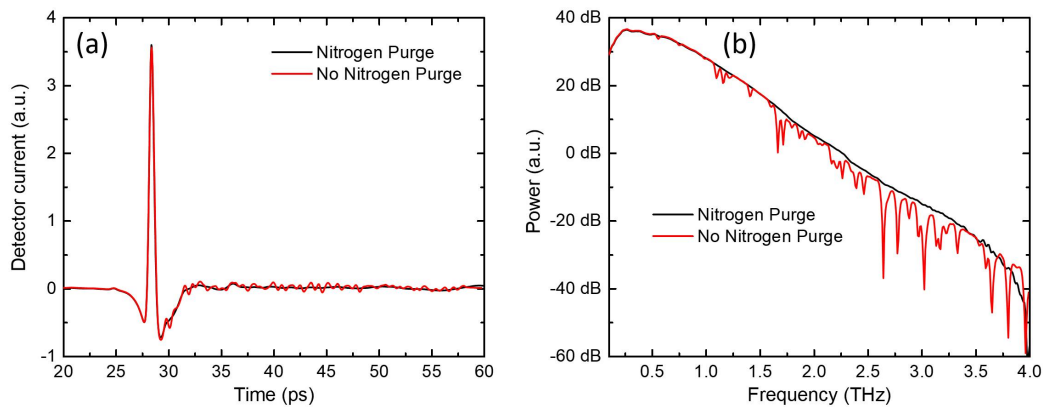 (a)
Nitrogen Purge
No Nitrogen Purge
4
3
2
1
0
-1
Detector current (a.u.)
20 25 30 35 40 45 50 55 60
Time (ps)
(b)
Nitrogen Purge
No Nitrogen Purge
40 dB
20 dB
0 dB
-20 dB
-40 dB
-60 dB
Power (a.u.)
0.5 1.0 1.5 2.0 2.5 3.0 3.5 4.0
Frequency (THz)